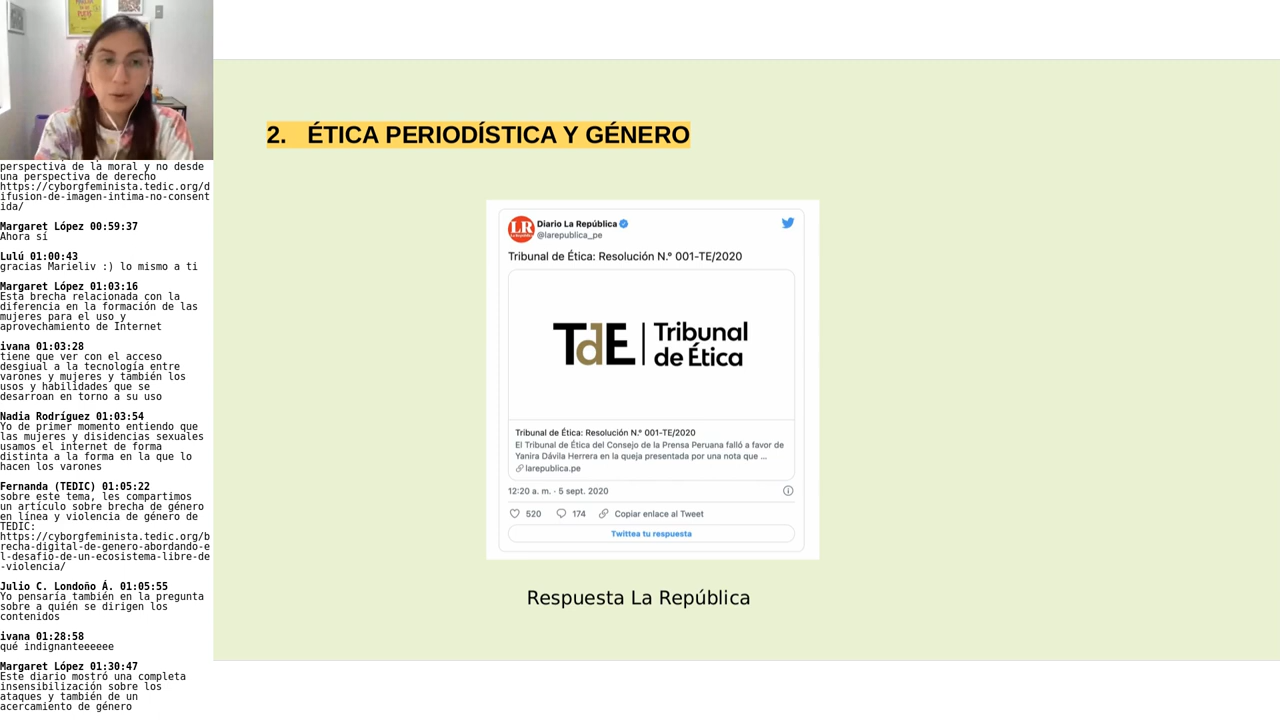 perspectiva de la moral y no desde
una perspectiva de derecho
https://cyborgfeminista.tedic.org/d
ifusion-de-imagen-intima-no-consent
ida/
Margaret López 00:59:37
Ahora sí
Lulú 01:00:43
gracias Marieliv :) lo mismo a ti
Margaret López 01:03:16
Esta brecha relacionada con la
diferencia en la formación de las
mujeres para el uso y
aprovechamiento de Internet
ivana 01:03:28
tiene que ver con el acceso
desgiual a la tecnología entre
varones y mujeres y también los
usos y habilidades que se
desarroan en torno a su uso
Nadia Rodríguez 01:03:54
Yo de primer momento entiendo que
las mujeres y disidencias sexuales
usamos el internet de forma
distinta a la forma en la que lo
hacen los varones
Fernanda (TEDIC) 01:05:22
sobre este tema, les compartimos
un artículo sobre brecha de género
en línea y violencia de género de
TEDIC:
https://cyborgfeminista.tedic.org/b
recha-digital-de-genero-abordando-e
l-desafio-de-un-ecosistema-libre-de
-violencia/
Julio C. Londoño Á. 01:05:55
Yo pensaría también en la pregunta
sobre a quién se dirigen los
contenidos
ivana 01:28:58
qué indignanteeeeee
Margaret López 01:30:47
Este diario mostró una completa
insensibilización sobre los
ataques y también de un
acercamiento de género
2. ÉTICA PERIODÍSTICA Y GÉNERO
LR
Diario La República
@larepublica_pe
Tribunal de Ética: Resolución N.° 001-TE/2020
TdE | Tribunal
de Ética
Tribunal de Ética: Resolución N.° 001-TE/2020
El Tribunal de Ética del Consejo de la Prensa Peruana falló a favor de
Yanira Dávila Herrera en la queja presentada por una nota que ...
larepublica.pe
12:20 a. m. · 5 sept. 2020
520 174 Copiar enlace al Tweet
Twittea tu respuesta
Respuesta La República